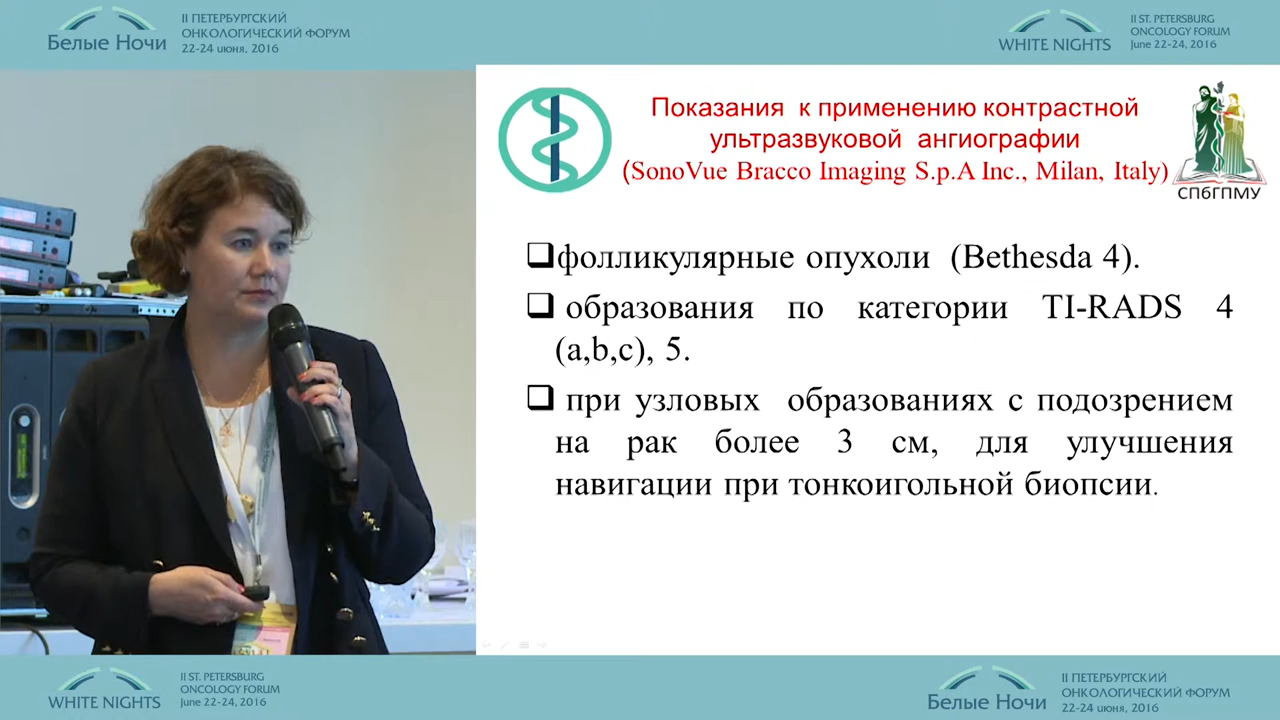 Белые Ночи
II ПЕТЕРБУРГСКИЙ
ОНКОЛОГИЧЕСКИЙ ФОРУМ
22-24 июня, 2016
WHITE NIGHTS
II ST. PETERSBURG
ONCOLOGY FORUM
June 22-24, 2016
Показания к применению контрастной
ультразвуковой ангиографии
(SonoVue Bracco Imaging S.p.A Inc., Milan, Italy)
СПбГПМУ
фолликулярные опухоли (Bethesda 4).
образования по категории TI-RADS 4
(a,b,c), 5.
при узловых образованиях с подозрением
на рак более 3 см, для улучшения
навигации при тонкоигольной биопсии.
WHITE NIGHTS
II ST. PETERSBURG
ONCOLOGY FORUM
June 22-24, 2016
Белые Ночи
II ПЕТЕРБУРГСКИЙ
ОНКОЛОГИЧЕСКИЙ ФОРУМ
22-24 июня, 2016